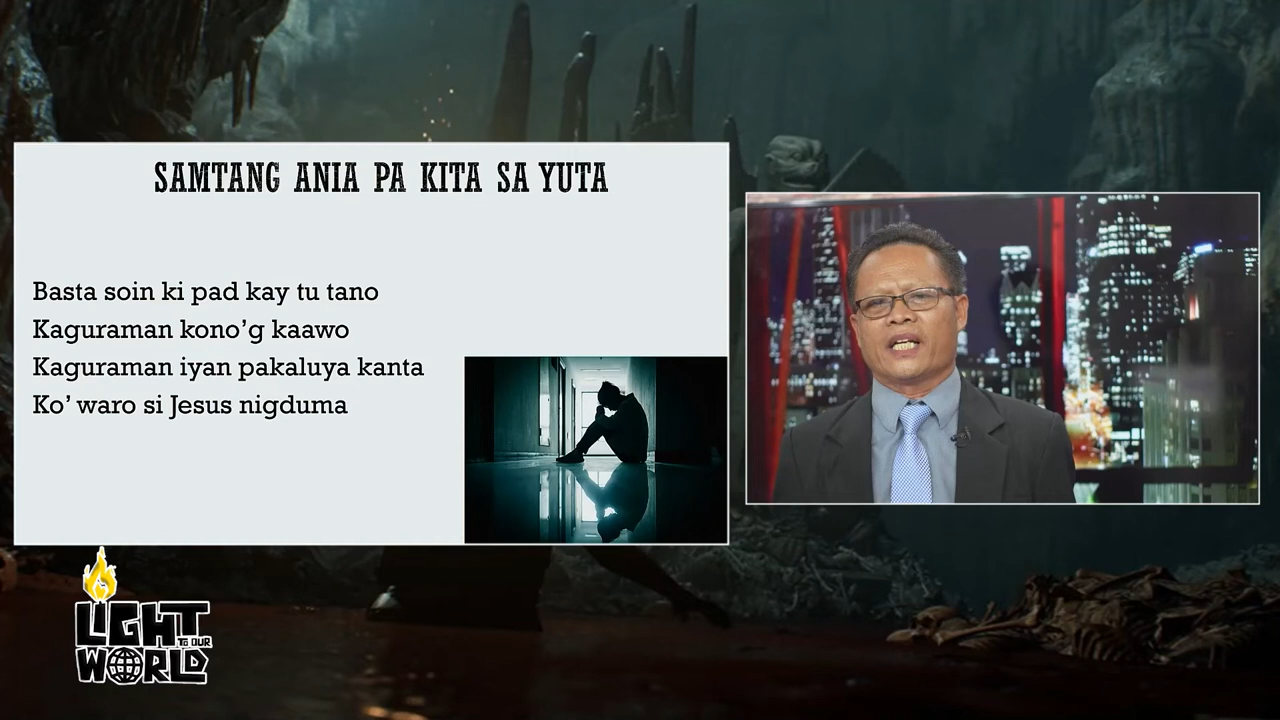 SAMTANG ANIA PA KITA SA YUTA
Basta soin ki pad kay tu tano
Kaguraman kono’g kaawo
Kaguraman iyan pakaluya kanta
Ko’ waro si Jesus nigduma
LIGHT
TO OUR
WORLD